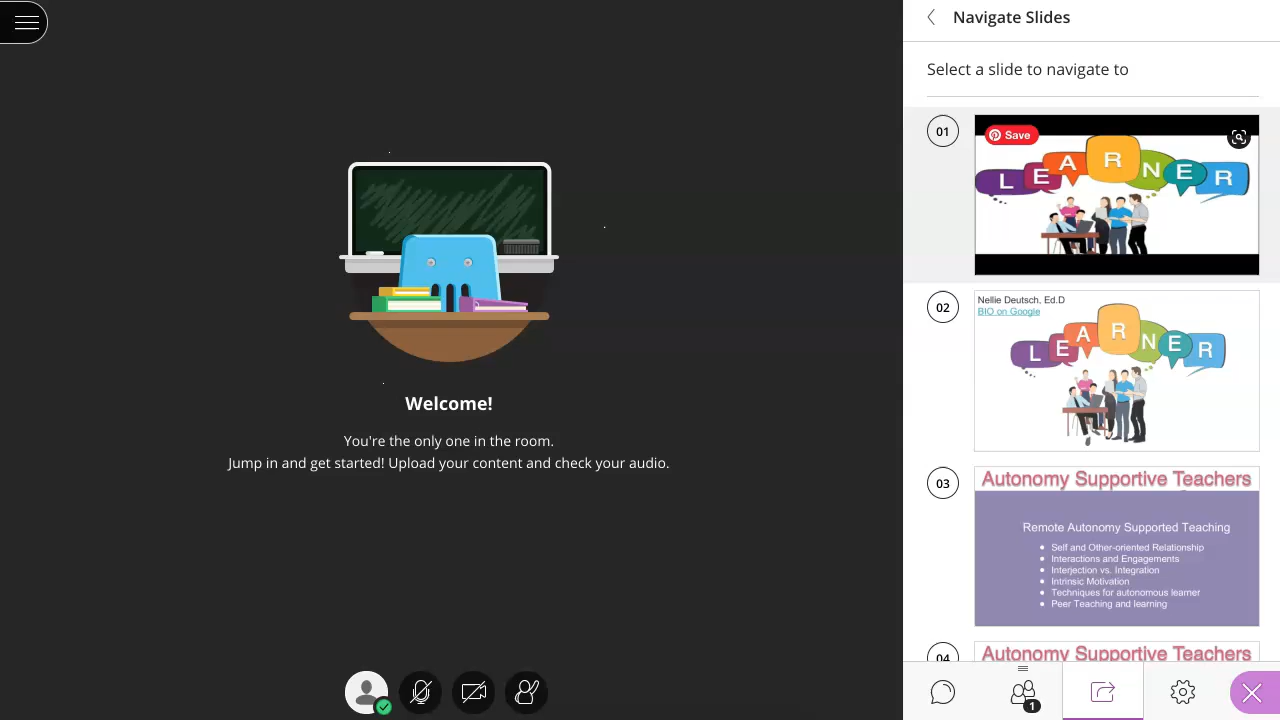 Welcome!
You're the only one in the room.
Jump in and get started! Upload your content and check your audio.
Navigate Slides
Select a slide to navigate to
01
Save
L E A R N E R
02
Nellie Deutsch, Ed.D
BIO on Google
L E A R N E R
03
Autonomy Supportive Teachers
Remote Autonomy Supported Teaching
Self and Other-oriented Relationship
Interactions and Engagements
Interjection vs. Integration
Intrinsic Motivation
Techniques for autonomous learner
Peer Teaching and learning
04
Autonomy Supportive Teachers
1